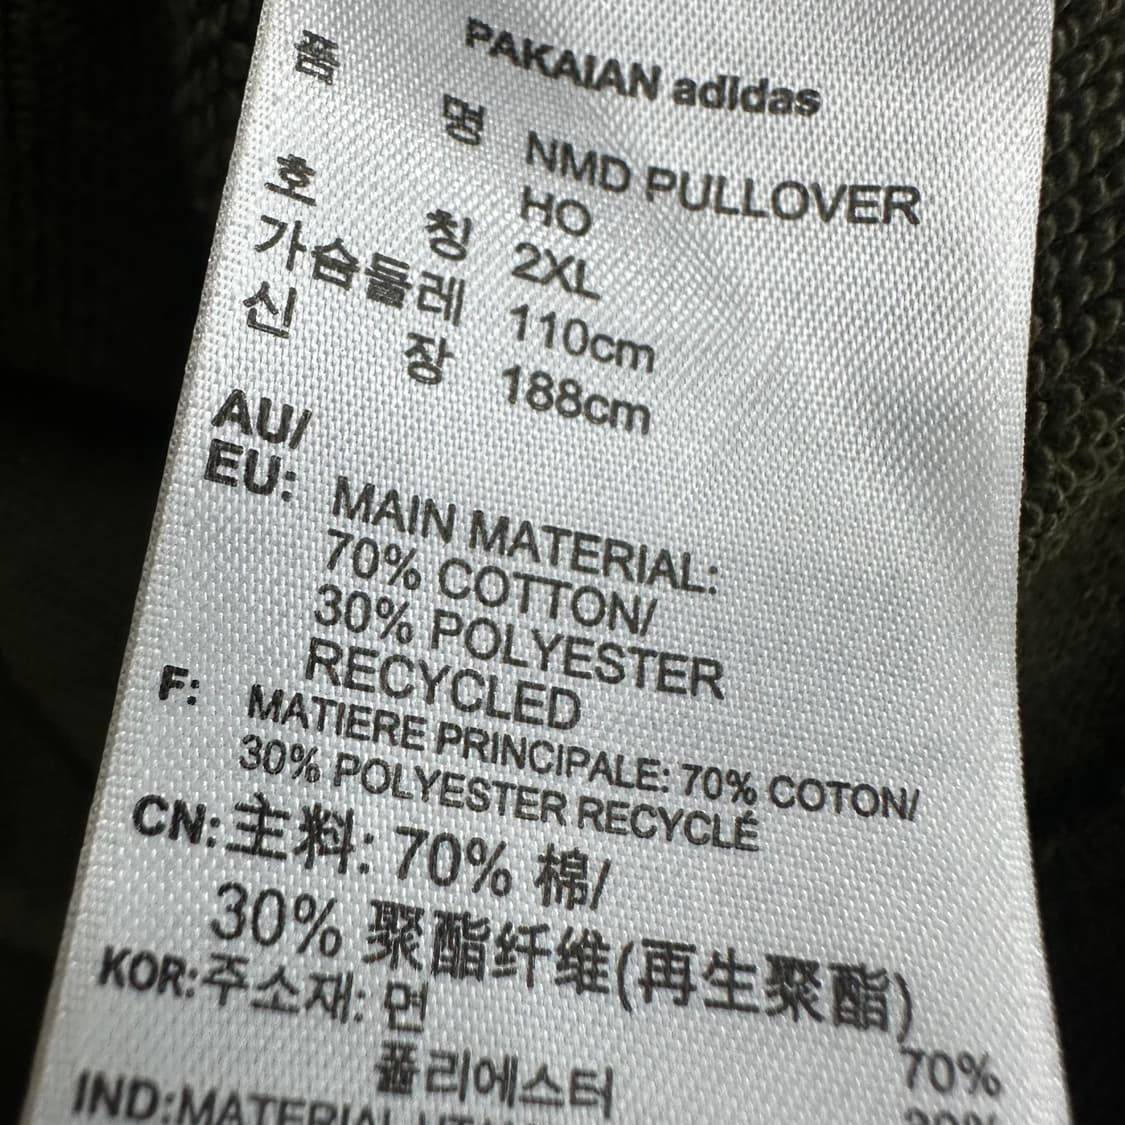 PAKAIAN adidas
품 명 NMD PULLOVER
HO
호 칭 2XL
가슴둘레 110cm
신 장 188cm
AU/
EU: MAIN MATERIAL:
70% COTTON/
30% POLYESTER
RECYCLED
F: MATIERE PRINCIPALE: 70% COTON/
30% POLYESTER RECYCLÉ
CN:主料: 70% 棉/
30% 聚酯纤维(再生聚酯)
KOR:주소재: 면 70%
폴리에스터 30%
IND:MATERIAL